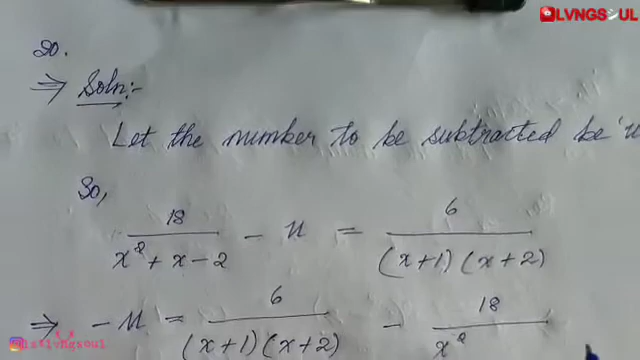 OLVNGSOUL
20.
⇒ Soln:-
Let the number to be subtracted be 'u
So,
18/(x² + x - 2) - u = 6/((x+1)(x+2))
⇒ -u = 6/((x+1)(x+2)) - 18/x²